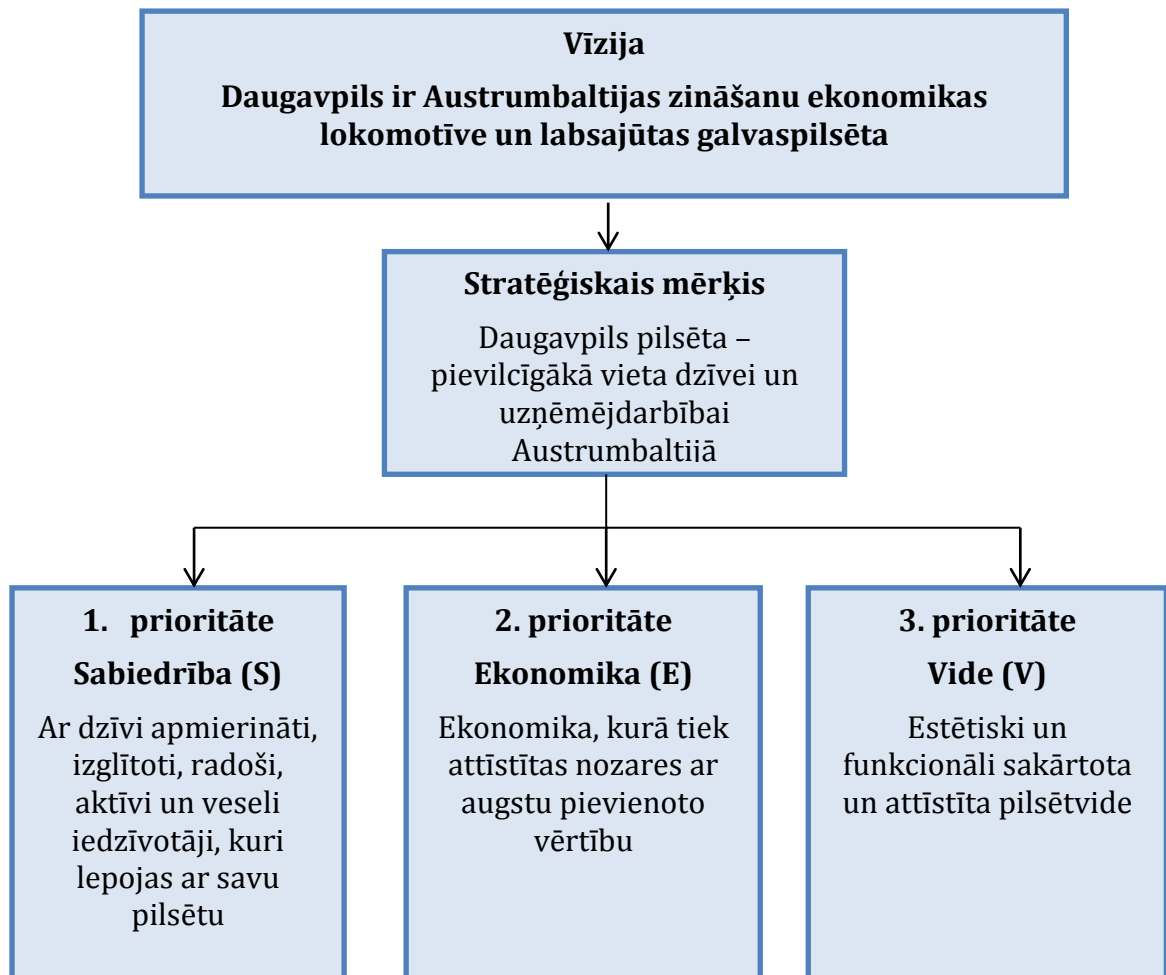 Vīzija
Daugavpils ir Austrumbaltijas zināšanu ekonomikas
lokomotīve un labsajūtas galvaspilsēta
Stratēģiskais mērķis
Daugavpils pilsēta –
pievilcīgākā vieta dzīvei un
uzņēmējdarbībai
Austrumbaltijā
1. prioritāte
Sabiedrība (S)
Ar dzīvi apmierināti,
izglītoti, radoši,
aktīvi un veseli
iedzīvotāji, kuri
lepojas ar savu
pilsētu
2. prioritāte
Ekonomika (E)
Ekonomika, kurā tiek
attīstītas nozares ar
augstu pievienoto
vērtību
3. prioritāte
Vide (V)
Estētiski un
funkcionāli sakārtota
un attīstīta pilsētvide